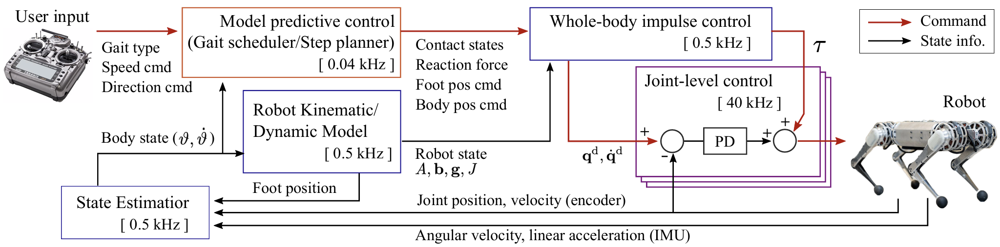 User input
Gait type
Speed cmd
Direction cmd
Model predictive control
(Gait scheduler/Step planner)
[ 0.04 kHz ]
Contact states
Reaction force
Foot pos cmd
Body pos cmd
Whole-body impulse control
[ 0.5 kHz ]
τ
Command
State info.
Joint-level control
[ 40 kHz ]
+
-
PD
+
+
Robot
Robot Kinematic/
Dynamic Model
[ 0.5 kHz ]
Body state (ϑ, ϑ̇)
Robot state
A, b, g, J
q^d, q̇^d
Foot position
State Estimatior
[ 0.5 kHz ]
Joint position, velocity (encoder)
Angular velocity, linear acceleration (IMU)